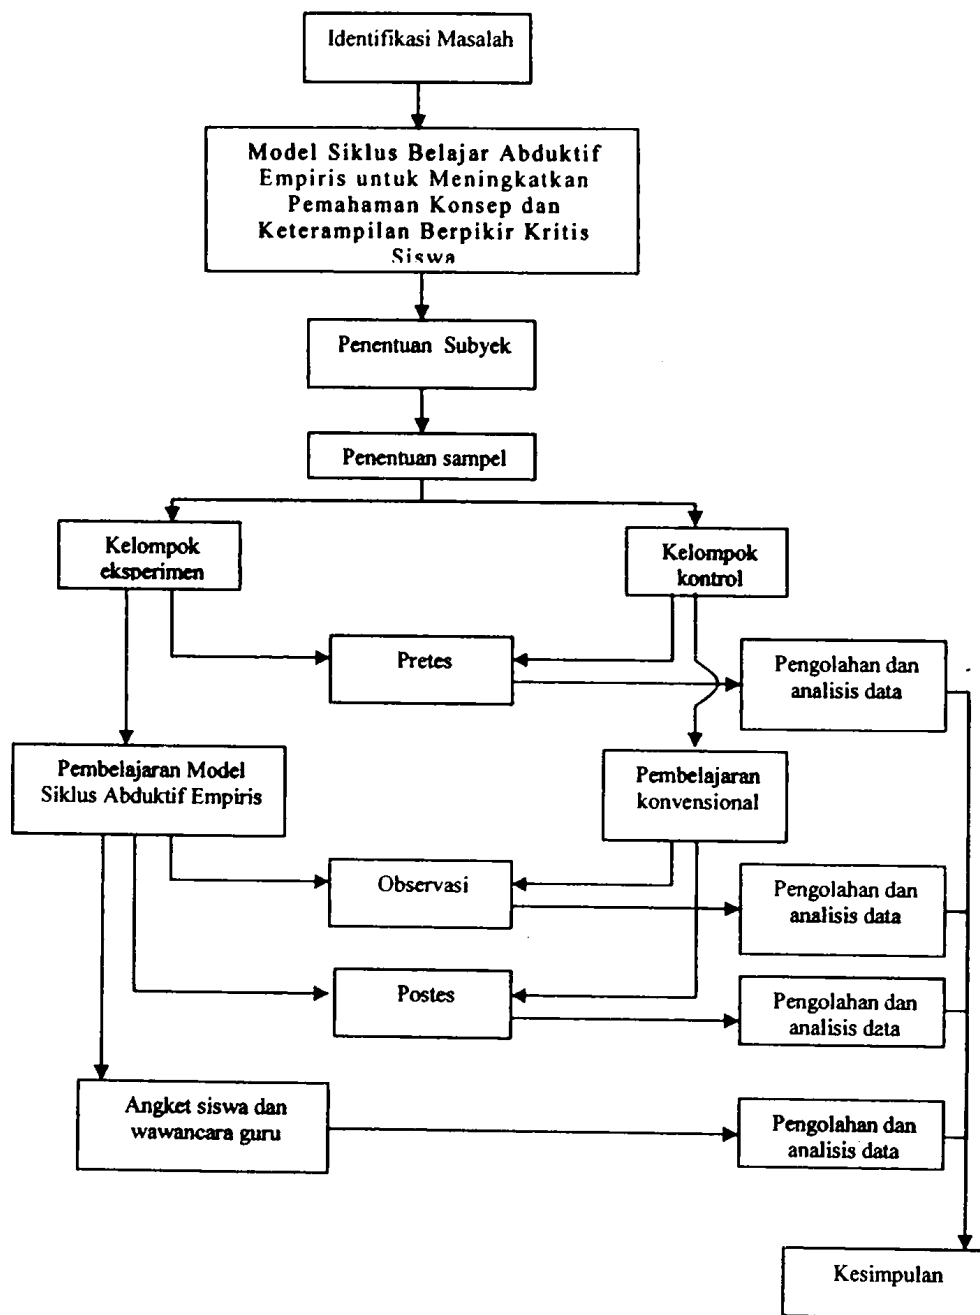 Identifikasi Masalah
Model Siklus Belajar Abduktif
Empiris untuk Meningkatkan
Pemahaman Konsep dan
Keterampilan Berpikir Kritis
Siswa
Penentuan Subyek
Penentuan sampel
Kelompok
eksperimen
Kelompok
kontrol
Pretes
Pengolahan dan
analisis data
Pembelajaran Model
Siklus Abduktif Empiris
Pembelajaran
konvensional
Observasi
Pengolahan dan
analisis data
Postes
Pengolahan dan
analisis data
Angket siswa dan
wawancara guru
Pengolahan dan
analisis data
Kesimpulan